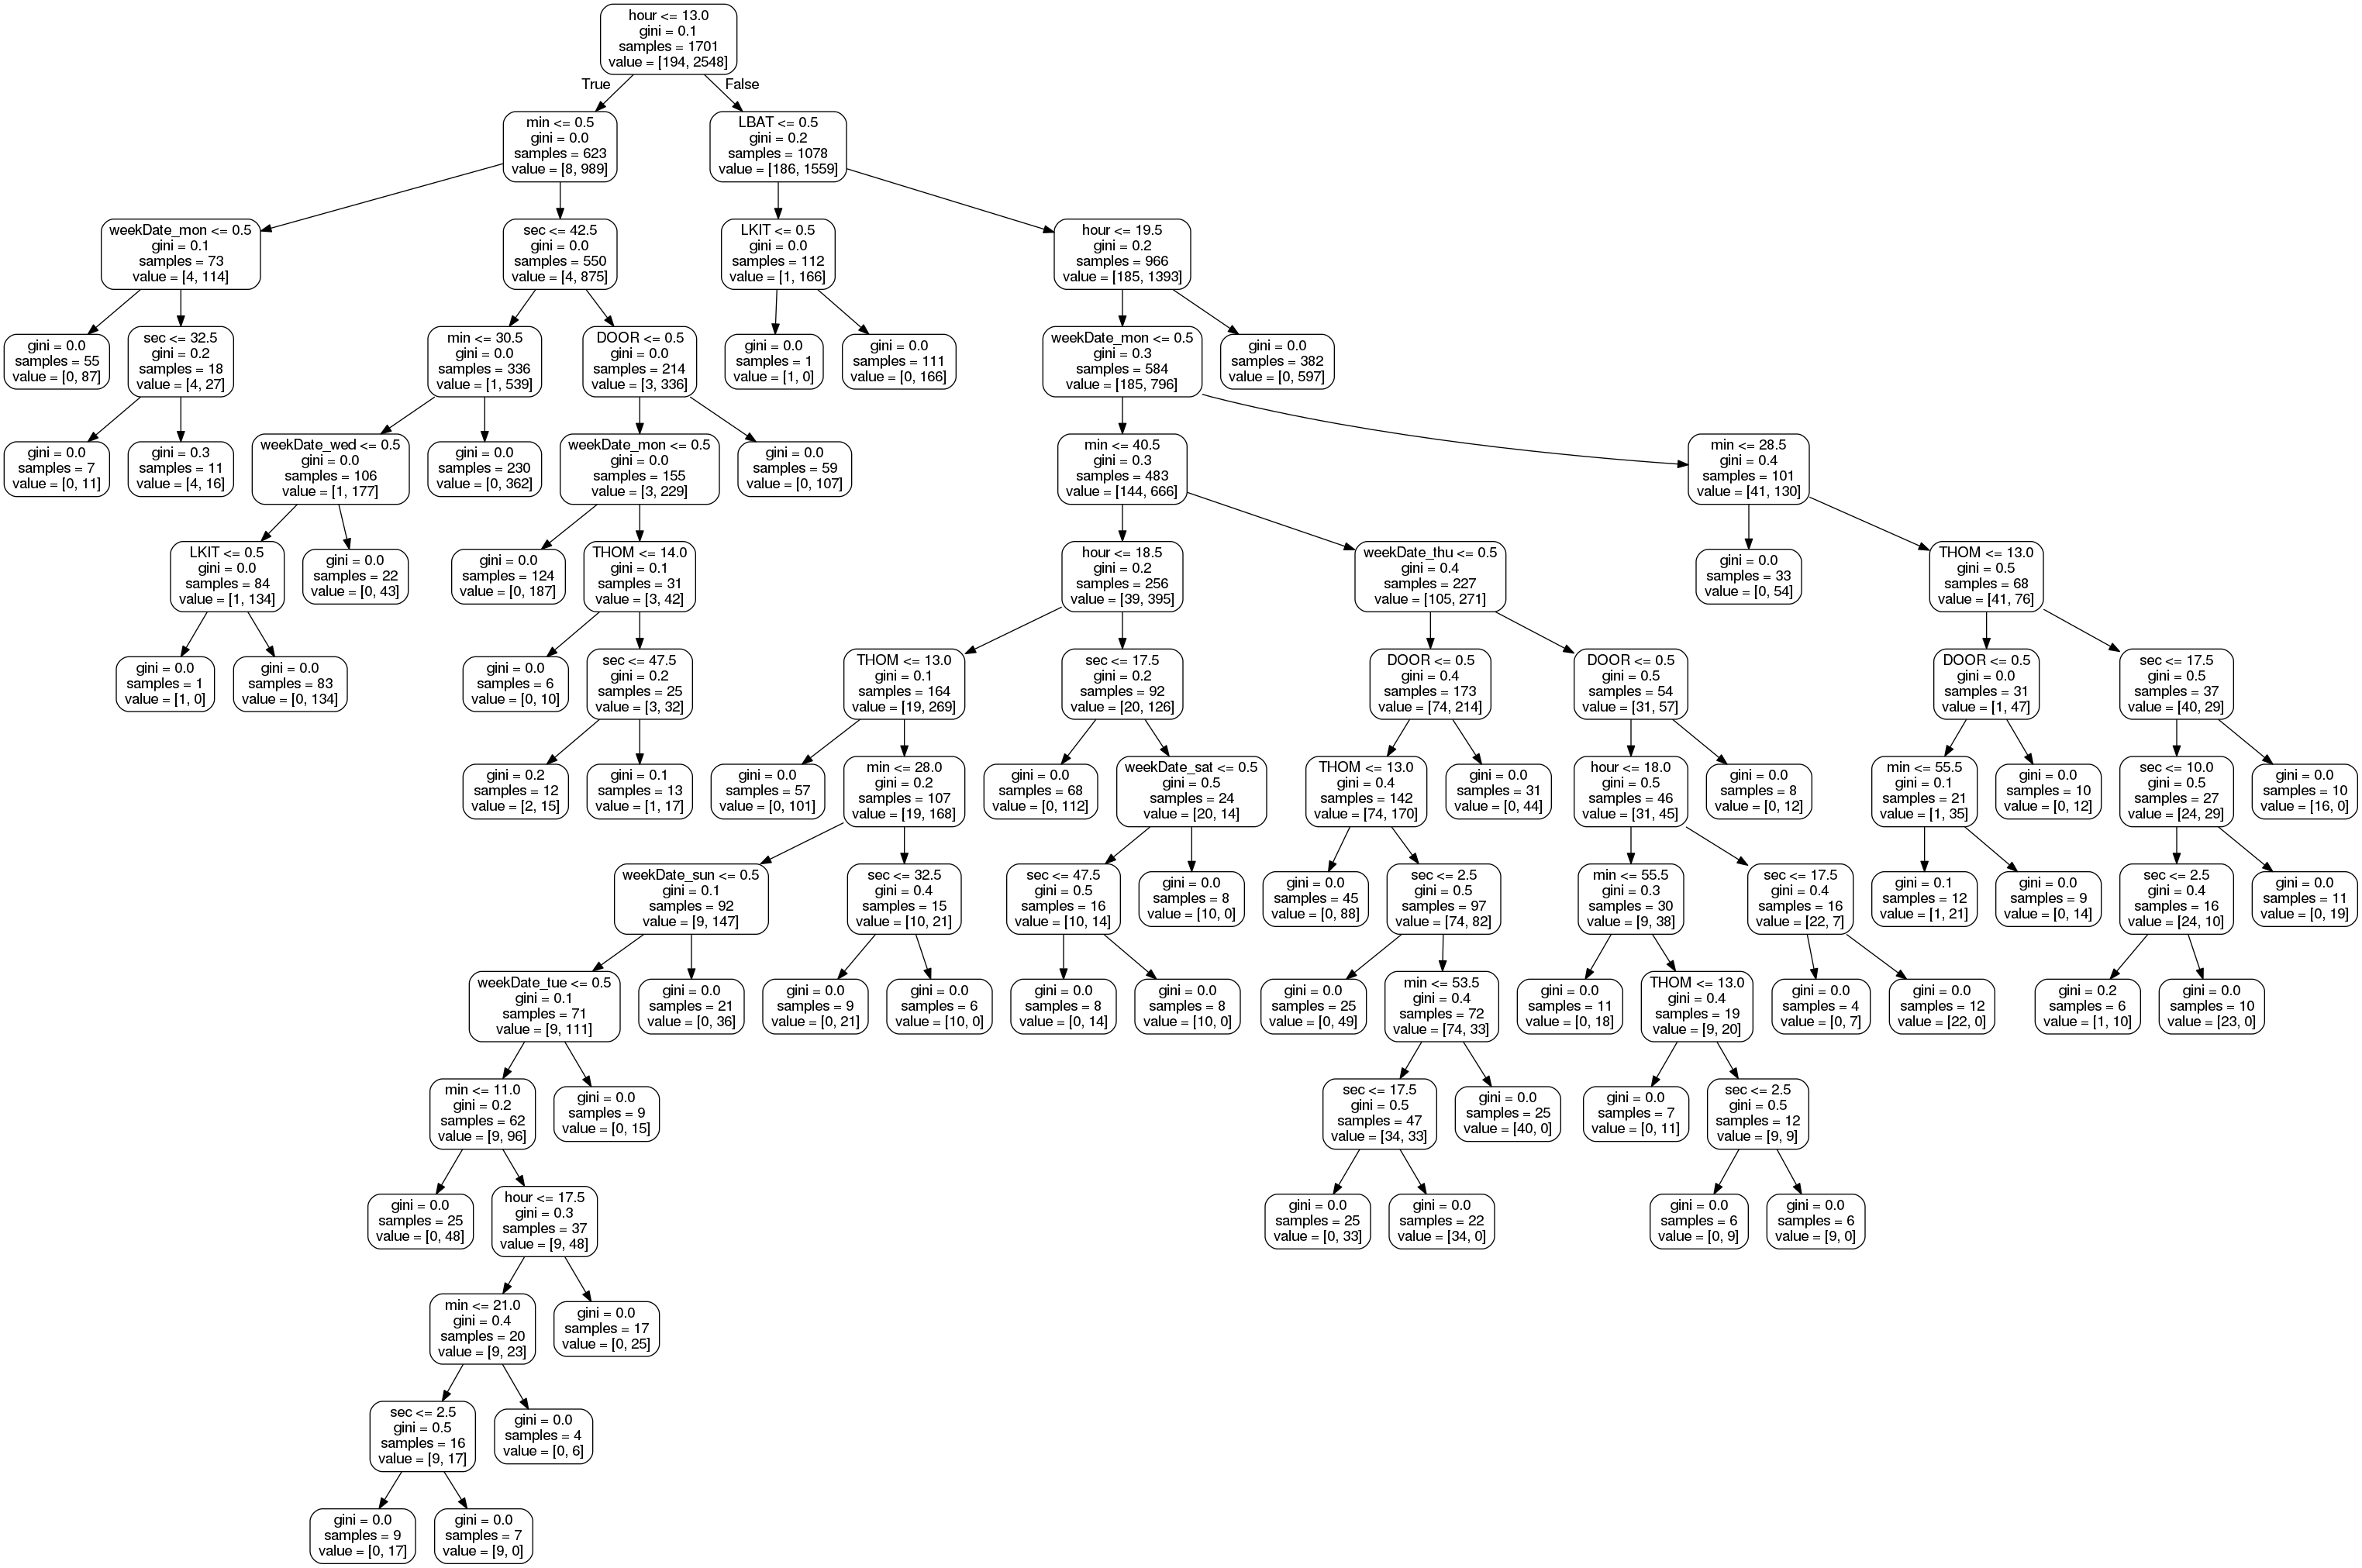 hour <= 13.0
gini = 0.1
samples = 1701
value = [194, 2548]
True
False
min <= 0.5
gini = 0.0
samples = 623
value = [8, 989]
LBAT <= 0.5
gini = 0.2
samples = 1078
value = [186, 1559]
weekDate_mon <= 0.5
gini = 0.1
samples = 73
value = [4, 114]
sec <= 42.5
gini = 0.0
samples = 550
value = [4, 875]
LKIT <= 0.5
gini = 0.0
samples = 112
value = [1, 166]
hour <= 19.5
gini = 0.2
samples = 966
value = [185, 1393]
gini = 0.0
samples = 55
value = [0, 87]
sec <= 32.5
gini = 0.2
samples = 18
value = [4, 27]
min <= 30.5
gini = 0.0
samples = 336
value = [1, 539]
DOOR <= 0.5
gini = 0.0
samples = 214
value = [3, 336]
gini = 0.0
samples = 1
value = [1, 0]
gini = 0.0
samples = 111
value = [0, 166]
weekDate_mon <= 0.5
gini = 0.3
samples = 584
value = [185, 796]
gini = 0.0
samples = 382
value = [0, 597]
gini = 0.0
samples = 7
value = [0, 11]
gini = 0.3
samples = 11
value = [4, 16]
weekDate_wed <= 0.5
gini = 0.0
samples = 106
value = [1, 177]
gini = 0.0
samples = 230
value = [0, 362]
weekDate_mon <= 0.5
gini = 0.0
samples = 155
value = [3, 229]
gini = 0.0
samples = 59
value = [0, 107]
min <= 40.5
gini = 0.3
samples = 483
value = [144, 666]
min <= 28.5
gini = 0.4
samples = 101
value = [41, 130]
LKIT <= 0.5
gini = 0.0
samples = 84
value = [1, 134]
gini = 0.0
samples = 22
value = [0, 43]
gini = 0.0
samples = 124
value = [0, 187]
THOM <= 14.0
gini = 0.1
samples = 31
value = [3, 42]
hour <= 18.5
gini = 0.2
samples = 256
value = [39, 395]
weekDate_thu <= 0.5
gini = 0.4
samples = 227
value = [105, 271]
gini = 0.0
samples = 33
value = [0, 54]
THOM <= 13.0
gini = 0.5
samples = 68
value = [41, 76]
gini = 0.0
samples = 1
value = [1, 0]
gini = 0.0
samples = 83
value = [0, 134]
gini = 0.0
samples = 6
value = [0, 10]
sec <= 47.5
gini = 0.2
samples = 25
value = [3, 32]
THOM <= 13.0
gini = 0.1
samples = 164
value = [19, 269]
sec <= 17.5
gini = 0.2
samples = 92
value = [20, 126]
DOOR <= 0.5
gini = 0.4
samples = 173
value = [74, 214]
DOOR <= 0.5
gini = 0.5
samples = 54
value = [31, 57]
DOOR <= 0.5
gini = 0.0
samples = 31
value = [1, 47]
sec <= 17.5
gini = 0.5
samples = 37
value = [40, 29]
gini = 0.2
samples = 12
value = [2, 15]
gini = 0.1
samples = 13
value = [1, 17]
gini = 0.0
samples = 57
value = [0, 101]
min <= 28.0
gini = 0.2
samples = 107
value = [19, 168]
gini = 0.0
samples = 68
value = [0, 112]
weekDate_sat <= 0.5
gini = 0.5
samples = 24
value = [20, 14]
THOM <= 13.0
gini = 0.4
samples = 142
value = [74, 170]
gini = 0.0
samples = 31
value = [0, 44]
hour <= 18.0
gini = 0.5
samples = 46
value = [31, 45]
gini = 0.0
samples = 8
value = [0, 12]
min <= 55.5
gini = 0.1
samples = 21
value = [1, 35]
gini = 0.0
samples = 10
value = [0, 12]
sec <= 10.0
gini = 0.5
samples = 27
value = [24, 29]
gini = 0.0
samples = 10
value = [16, 0]
weekDate_sun <= 0.5
gini = 0.1
samples = 92
value = [9, 147]
sec <= 32.5
gini = 0.4
samples = 15
value = [10, 21]
sec <= 47.5
gini = 0.5
samples = 16
value = [10, 14]
gini = 0.0
samples = 8
value = [10, 0]
gini = 0.0
samples = 45
value = [0, 88]
sec <= 2.5
gini = 0.5
samples = 97
value = [74, 82]
min <= 55.5
gini = 0.3
samples = 30
value = [9, 38]
sec <= 17.5
gini = 0.4
samples = 16
value = [22, 7]
gini = 0.1
samples = 12
value = [1, 21]
gini = 0.0
samples = 9
value = [0, 14]
sec <= 2.5
gini = 0.4
samples = 16
value = [24, 10]
gini = 0.0
samples = 11
value = [0, 19]
weekDate_tue <= 0.5
gini = 0.1
samples = 71
value = [9, 111]
gini = 0.0
samples = 21
value = [0, 36]
gini = 0.0
samples = 9
value = [0, 21]
gini = 0.0
samples = 6
value = [10, 0]
gini = 0.0
samples = 8
value = [0, 14]
gini = 0.0
samples = 8
value = [10, 0]
gini = 0.0
samples = 25
value = [0, 49]
min <= 53.5
gini = 0.4
samples = 72
value = [74, 33]
gini = 0.0
samples = 11
value = [0, 18]
THOM <= 13.0
gini = 0.4
samples = 19
value = [9, 20]
gini = 0.0
samples = 4
value = [0, 7]
gini = 0.0
samples = 12
value = [22, 0]
gini = 0.2
samples = 6
value = [1, 10]
gini = 0.0
samples = 10
value = [23, 0]
min <= 11.0
gini = 0.2
samples = 62
value = [9, 96]
gini = 0.0
samples = 9
value = [0, 15]
sec <= 17.5
gini = 0.5
samples = 47
value = [34, 33]
gini = 0.0
samples = 25
value = [40, 0]
gini = 0.0
samples = 7
value = [0, 11]
sec <= 2.5
gini = 0.5
samples = 12
value = [9, 9]
gini = 0.0
samples = 25
value = [0, 48]
hour <= 17.5
gini = 0.3
samples = 37
value = [9, 48]
gini = 0.0
samples = 25
value = [0, 33]
gini = 0.0
samples = 22
value = [34, 0]
gini = 0.0
samples = 6
value = [0, 9]
gini = 0.0
samples = 6
value = [9, 0]
min <= 21.0
gini = 0.4
samples = 20
value = [9, 23]
gini = 0.0
samples = 17
value = [0, 25]
sec <= 2.5
gini = 0.5
samples = 16
value = [9, 17]
gini = 0.0
samples = 4
value = [0, 6]
gini = 0.0
samples = 9
value = [0, 17]
gini = 0.0
samples = 7
value = [9, 0]